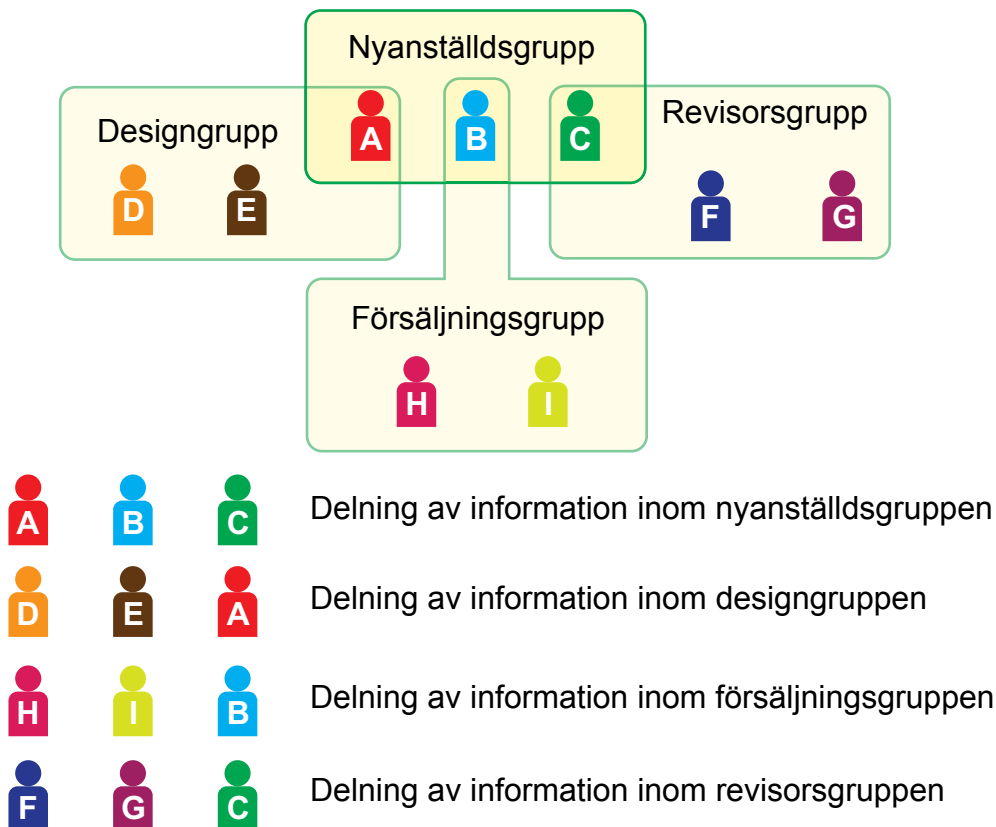 Nyanställdsgrupp
Designgrupp
A
B
C
Revisorsgrupp
D
E
F
G
Försäljningsgrupp
H
I
A B C Delning av information inom nyanställdsgruppen
D E A Delning av information inom designgruppen
H I B Delning av information inom försäljningsgruppen
F G C Delning av information inom revisorsgruppen